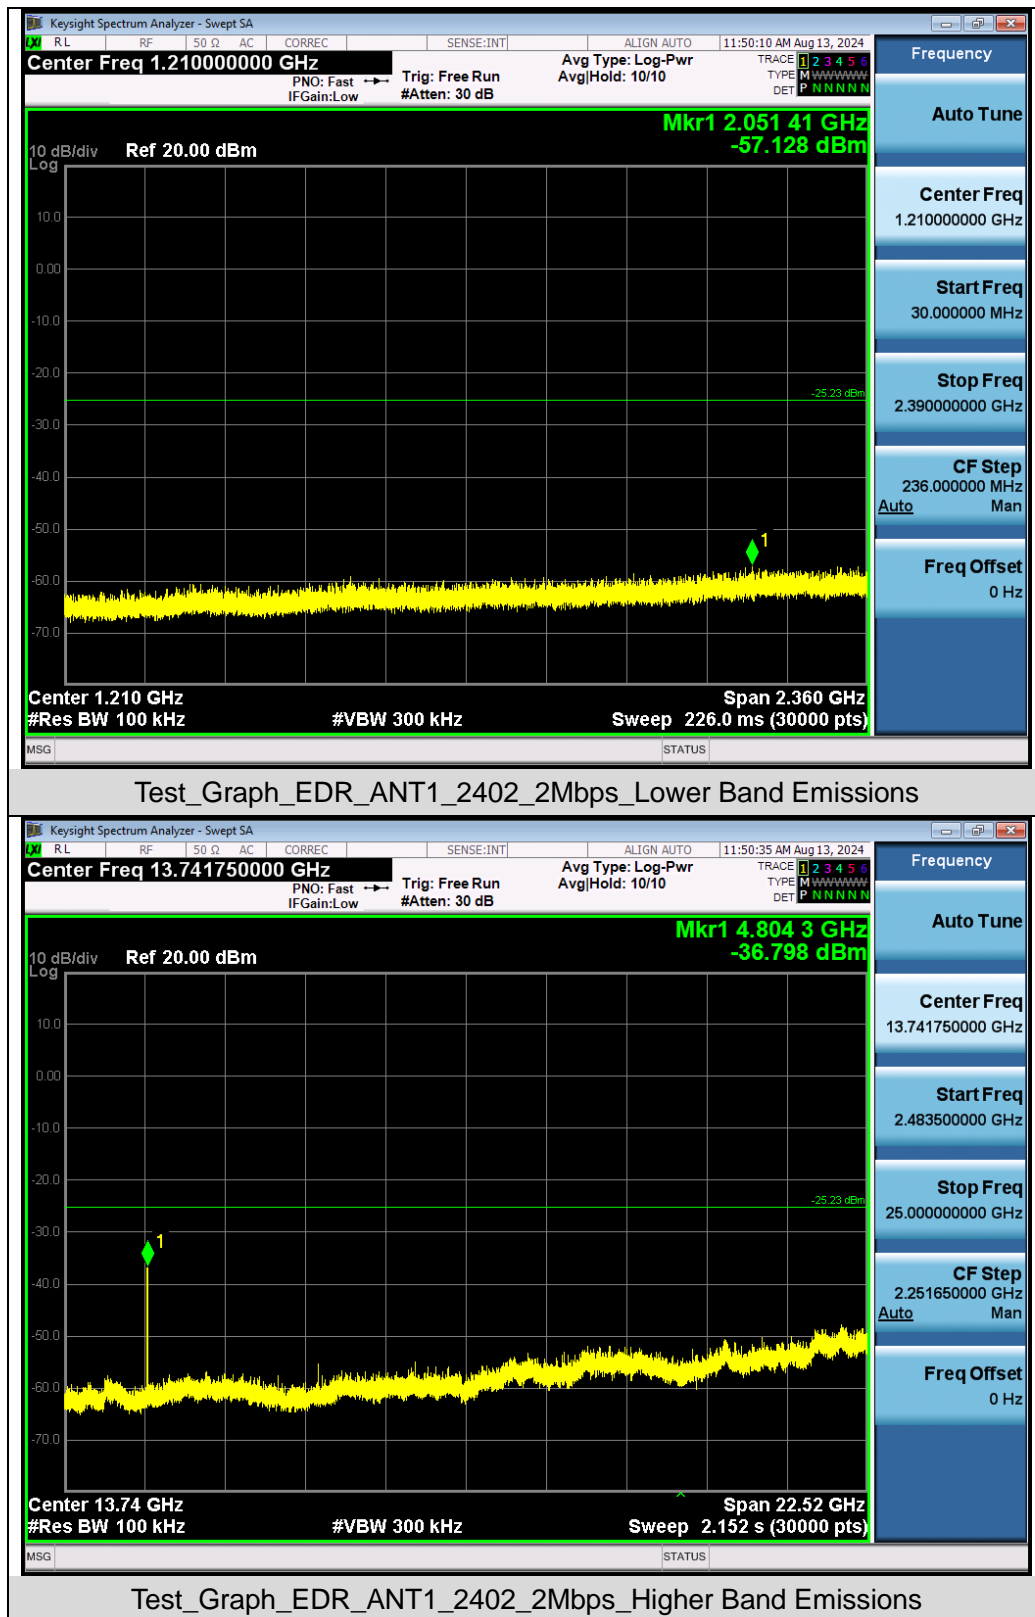 Keysight Spectrum Analyzer - Swept SA
LXI RL RF 50 Ω AC CORREC SENSE:INT ALIGN AUTO 11:50:10 AM Aug 13, 2024
Center Freq 1.210000000 GHz
PNO: Fast
IFGain:Low
Trig: Free Run
#Atten: 30 dB
Avg Type: Log-Pwr
Avg|Hold: 10/10
TRACE 1 2 3 4 5 6
TYPE M WWWWW
DET P N N N N N
Mkr1 2.051 41 GHz
-57.128 dBm
10 dB/div Ref 20.00 dBm
Log
10.0
0.00
-10.0
-20.0
-25.23 dBm
-30.0
-40.0
-50.0
1
-60.0
-70.0
Center 1.210 GHz Span 2.360 GHz
#Res BW 100 kHz #VBW 300 kHz Sweep 226.0 ms (30000 pts)
MSG STATUS
Frequency
Auto Tune
Center Freq
1.210000000 GHz
Start Freq
30.000000 MHz
Stop Freq
2.390000000 GHz
CF Step
236.000000 MHz
Auto Man
Freq Offset
0 Hz
Test_Graph_EDR_ANT1_2402_2Mbps_Lower Band Emissions
Keysight Spectrum Analyzer - Swept SA
LXI RL RF 50 Ω AC CORREC SENSE:INT ALIGN AUTO 11:50:35 AM Aug 13, 2024
Center Freq 13.741750000 GHz
PNO: Fast
IFGain:Low
Trig: Free Run
#Atten: 30 dB
Avg Type: Log-Pwr
Avg|Hold: 10/10
TRACE 1 2 3 4 5 6
TYPE M WWWWW
DET P N N N N N
Mkr1 4.804 3 GHz
-36.798 dBm
10 dB/div Ref 20.00 dBm
Log
10.0
0.00
-10.0
-20.0
-25.23 dBm
-30.0
1
-40.0
-50.0
-60.0
-70.0
Center 13.74 GHz Span 22.52 GHz
#Res BW 100 kHz #VBW 300 kHz Sweep 2.152 s (30000 pts)
MSG STATUS
Frequency
Auto Tune
Center Freq
13.741750000 GHz
Start Freq
2.483500000 GHz
Stop Freq
25.000000000 GHz
CF Step
2.251650000 GHz
Auto Man
Freq Offset
0 Hz
Test_Graph_EDR_ANT1_2402_2Mbps_Higher Band Emissions